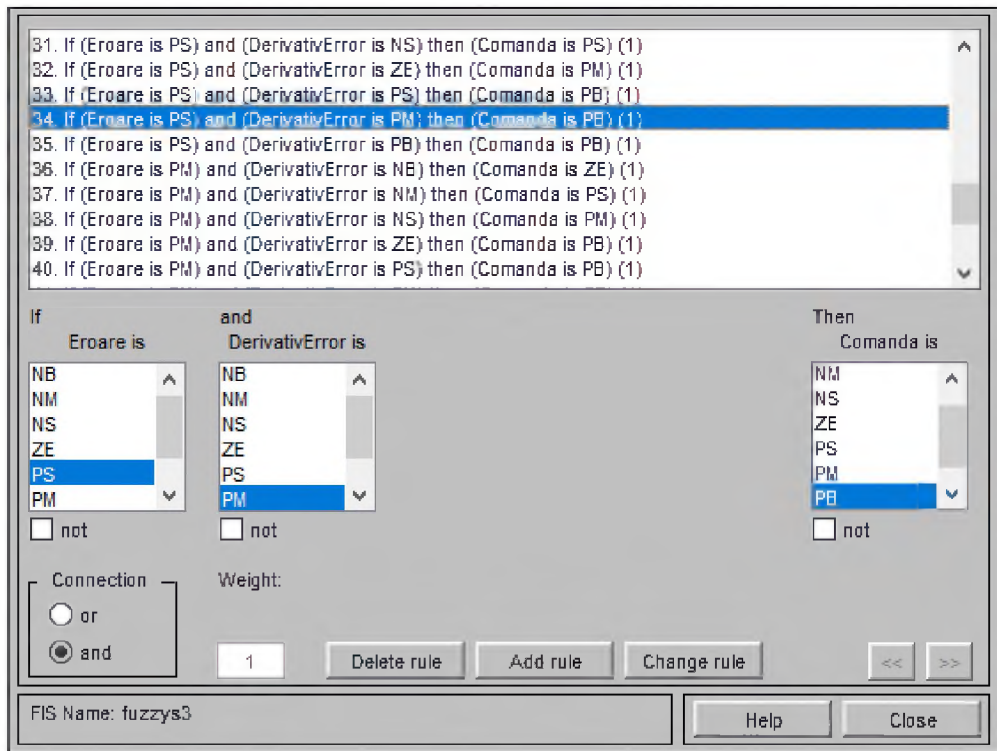 31. If (Eroare is PS) and (DerivativError is NS) then (Comanda is PS) (1)
32. If (Eroare is PS) and (DerivativError is ZE) then (Comanda is PM) (1)
33. If (Eroare is PS) and (DerivativError is PS) then (Comanda is PB) (1)
34. If (Eroare is PS) and (DerivativError is PM) then (Comanda is PB) (1)
35. If (Eroare is PS) and (DerivativError is PB) then (Comanda is PB) (1)
36. If (Eroare is PM) and (DerivativError is NB) then (Comanda is ZE) (1)
37. If (Eroare is PM) and (DerivativError is NM) then (Comanda is PS) (1)
38. If (Eroare is PM) and (DerivativError is NS) then (Comanda is PM) (1)
39. If (Eroare is PM) and (DerivativError is ZE) then (Comanda is PB) (1)
40. If (Eroare is PM) and (DerivativError is PS) then (Comanda is PB) (1)
If
Eroare is
NB
NM
NS
ZE
PS
PM
not
and
DerivativError is
NB
NM
NS
ZE
PS
PM
not
Then
Comanda is
NM
NS
ZE
PS
PM
PB
not
Connection
or
and
Weight:
1
Delete rule
Add rule
Change rule
<<
>>
FIS Name: fuzzys3
Help
Close